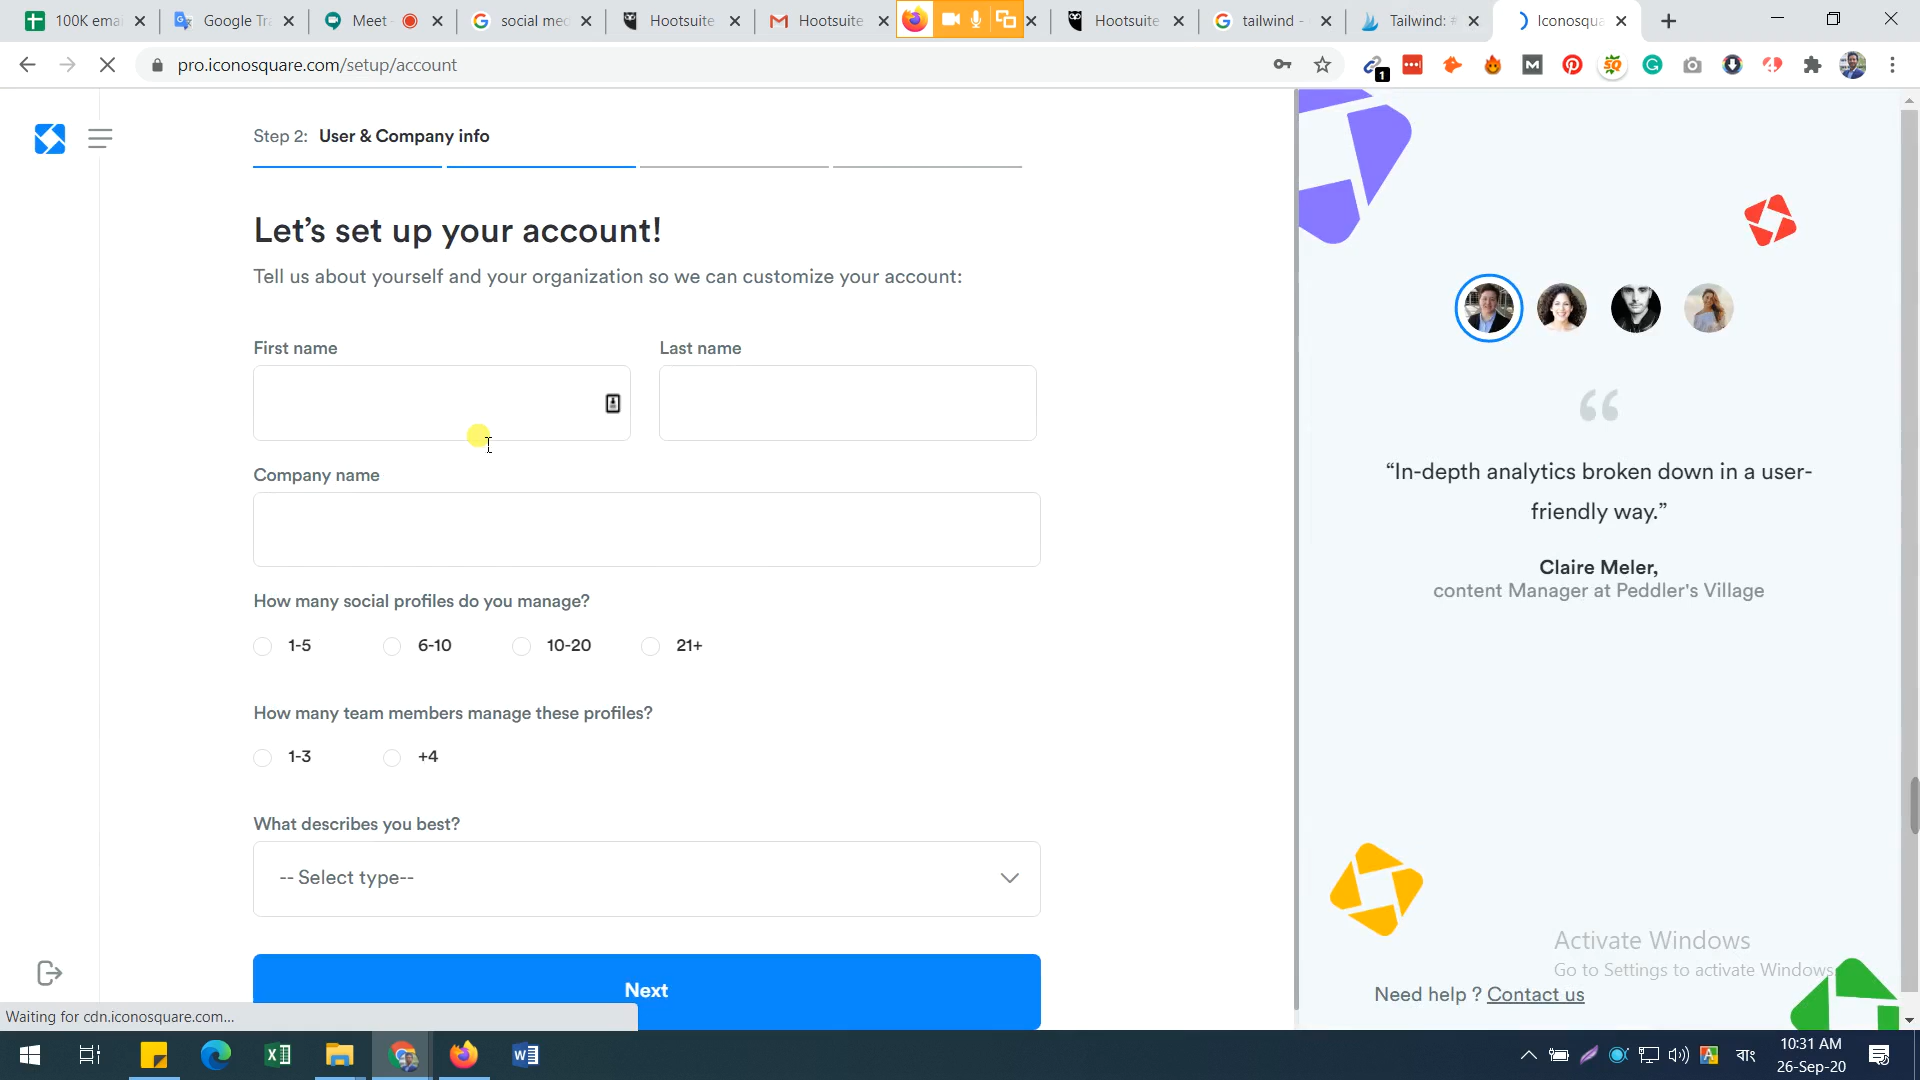 100K emai
Google Tra
Meet
social med
Hootsuite
Hootsuite
Hootsuite
tailwind -
Tailwind: #
Iconosqua
pro.iconosquare.com/setup/account
1
Step 2: User & Company info
Let’s set up your account!
Tell us about yourself and your organization so we can customize your account:
First name
Last name
Company name
How many social profiles do you manage?
1-5
6-10
10-20
21+
How many team members manage these profiles?
1-3
+4
What describes you best?
-- Select type--
Next
“In-depth analytics broken down in a user-
friendly way.”
Claire Meler,
content Manager at Peddler's Village
Activate Windows
Go to Settings to activate Windows.
Need help ? Contact us
Waiting for cdn.iconosquare.com...
বাং
10:31 AM
26-Sep-20